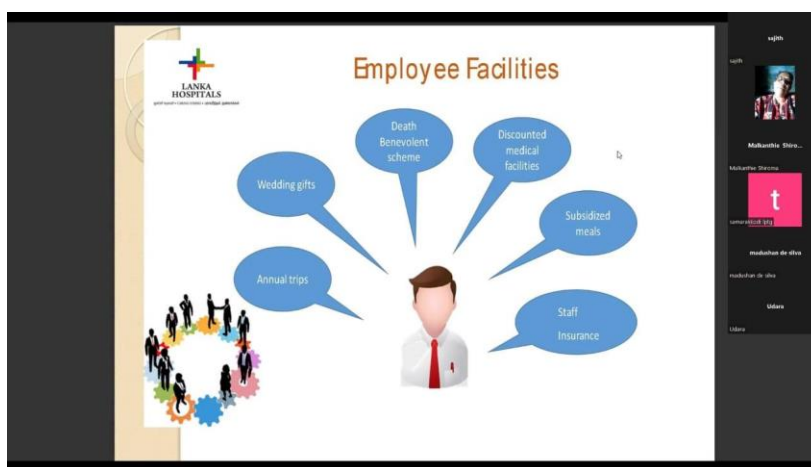 LANKA
HOSPITALS
Employee Facilities
Death
Benevolent
scheme
Discounted
medical
facilities
Wedding gifts
Subsidized
meals
Annual trips
Staff
Insurance
sajith
sajith
Malkanthie Shiro...
Malkanthie Shiroma
t
madushan de silva
madushan de silva
Udara
Udara